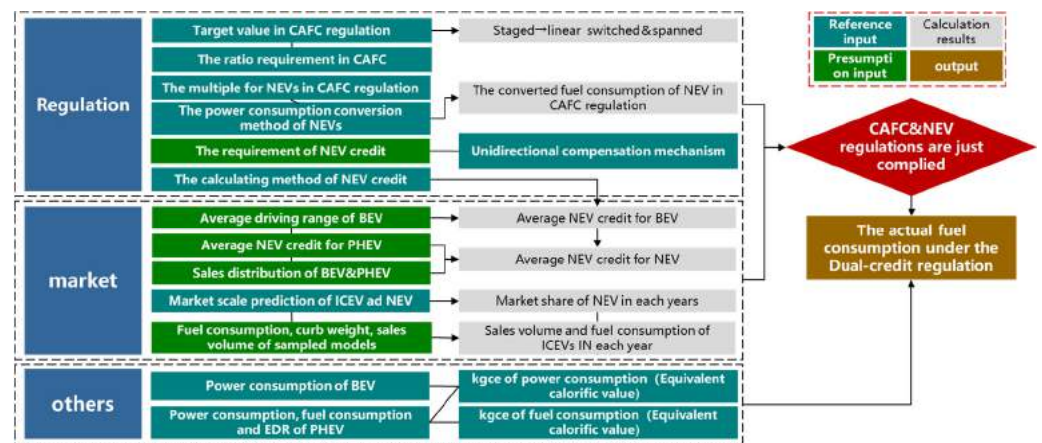 Regulation
Target value in CAFC regulation
Staged→linear switched&spanned
The ratio requirement in CAFC
The multiple for NEVs in CAFC regulation
The power consumption conversion
method of NEVs
The converted fuel consumption of NEV in
CAFC regulation
The requirement of NEV credit
Unidirectional compensation mechanism
The calculating method of NEV credit
market
Average driving range of BEV
Average NEV credit for BEV
Average NEV credit for PHEV
Sales distribution of BEV&PHEV
Average NEV credit for NEV
Market scale prediction of ICEV ad NEV
Market share of NEV in each years
Fuel consumption, curb weight, sales
volume of sampled models
Sales volume and fuel consumption of
ICEVs IN each year
others
Power consumption of BEV
kgce of power consumption (Equivalent
calorific value)
Power consumption, fuel consumption
and EDR of PHEV
kgce of fuel consumption (Equivalent
calorific value)
Reference
input
Calculation
results
Presumpti
on input
output
CAFC&NEV
regulations are
just complied
The actual fuel
consumption under the
Dual-credit regulation